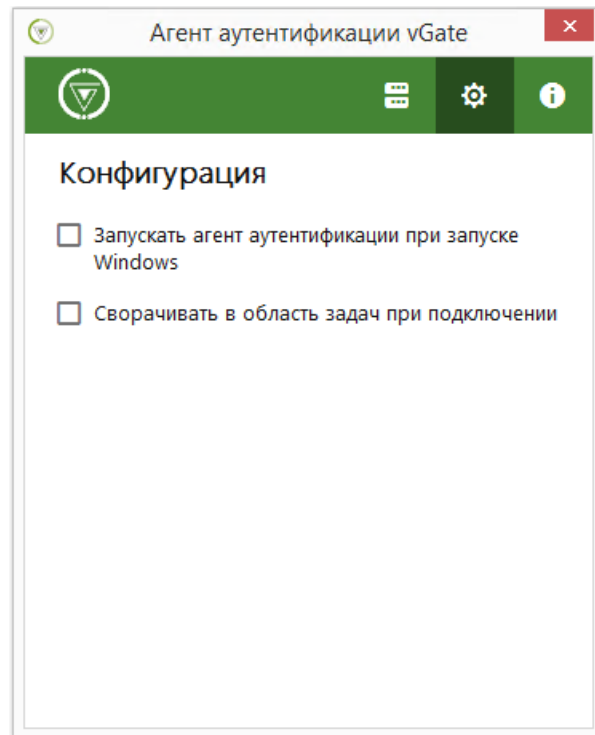 Агент аутентификации vGate
Конфигурация
Запускать агент аутентификации при запуске
Windows
Сворачивать в область задач при подключении